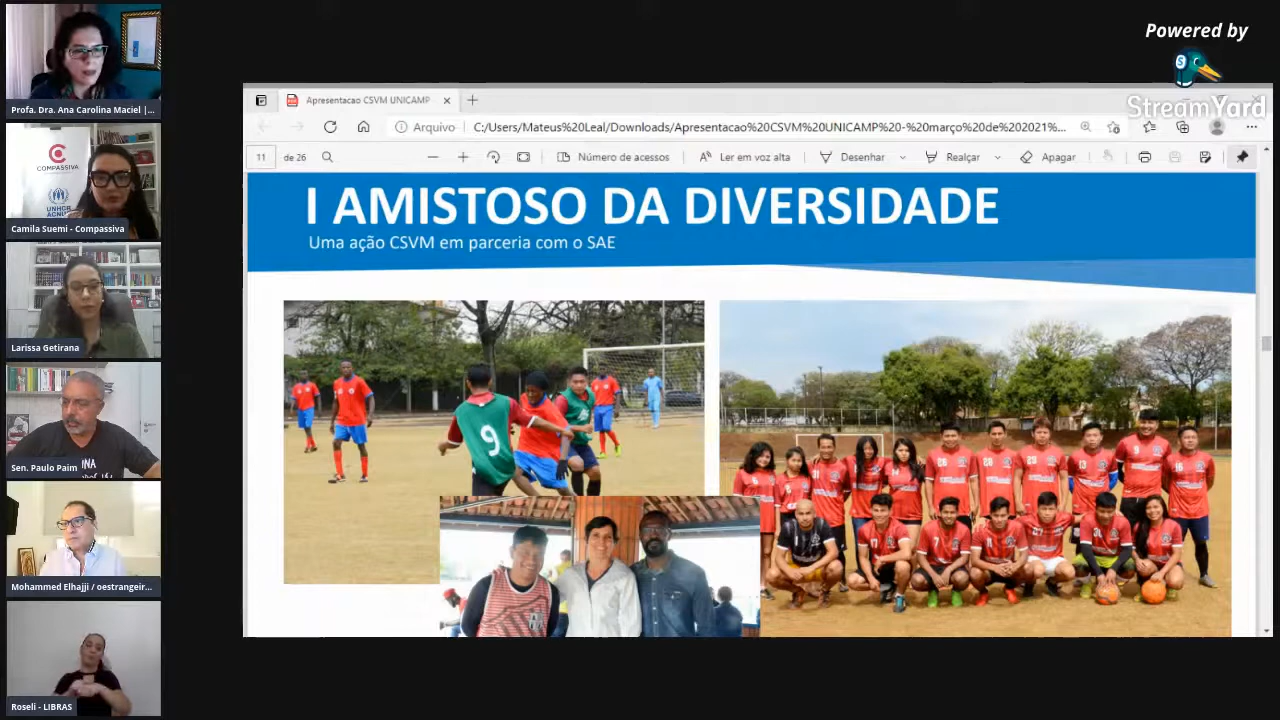 Powered by
StreamYard
Profa. Dra. Ana Carolina Maciel |...
COMPASSIVA
UNHCR
ACNUR
Camila Suemi - Compassiva
Larissa Getirana
Sen. Paulo Paim
Mohammed Elhajji / oestrangeir...
Roseli - LIBRAS
Apresentacao CSVM UNICAMP
Arquivo
C:/Users/Mateus%20Leal/Downloads/Apresentacao%20CSVM%20UNICAMP%20-%20março%20de%202021%...
11 de 26
Número de acessos
Ler em voz alta
Desenhar
Realçar
Apagar
I AMISTOSO DA DIVERSIDADE
Uma ação CSVM em parceria com o SAE
9